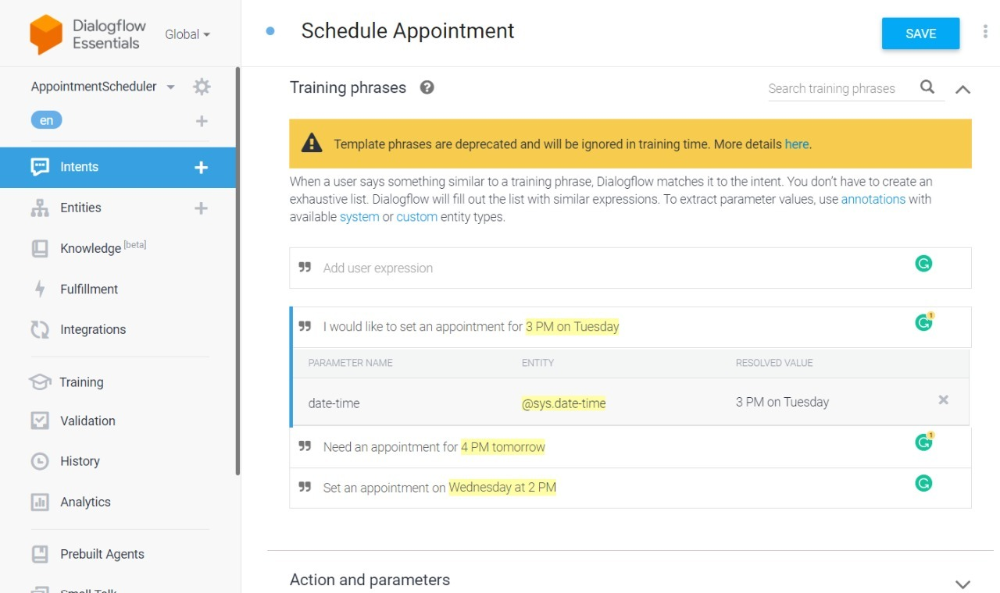 Dialogflow
Essentials
Global
AppointmentScheduler
en
Intents
Entities
Knowledge [beta]
Fulfillment
Integrations
Training
Validation
History
Analytics
Prebuilt Agents
Small Talk
Schedule Appointment
SAVE
Training phrases
Search training phrases
Template phrases are deprecated and will be ignored in training time. More details here.
When a user says something similar to a training phrase, Dialogflow matches it to the intent. You don’t have to create an
exhaustive list. Dialogflow will fill out the list with similar expressions. To extract parameter values, use annotations with
available system or custom entity types.
Add user expression
I would like to set an appointment for 3 PM on Tuesday
1
PARAMETER NAME ENTITY RESOLVED VALUE
date-time @sys.date-time 3 PM on Tuesday
Need an appointment for 4 PM tomorrow
1
Set an appointment on Wednesday at 2 PM
Action and parameters